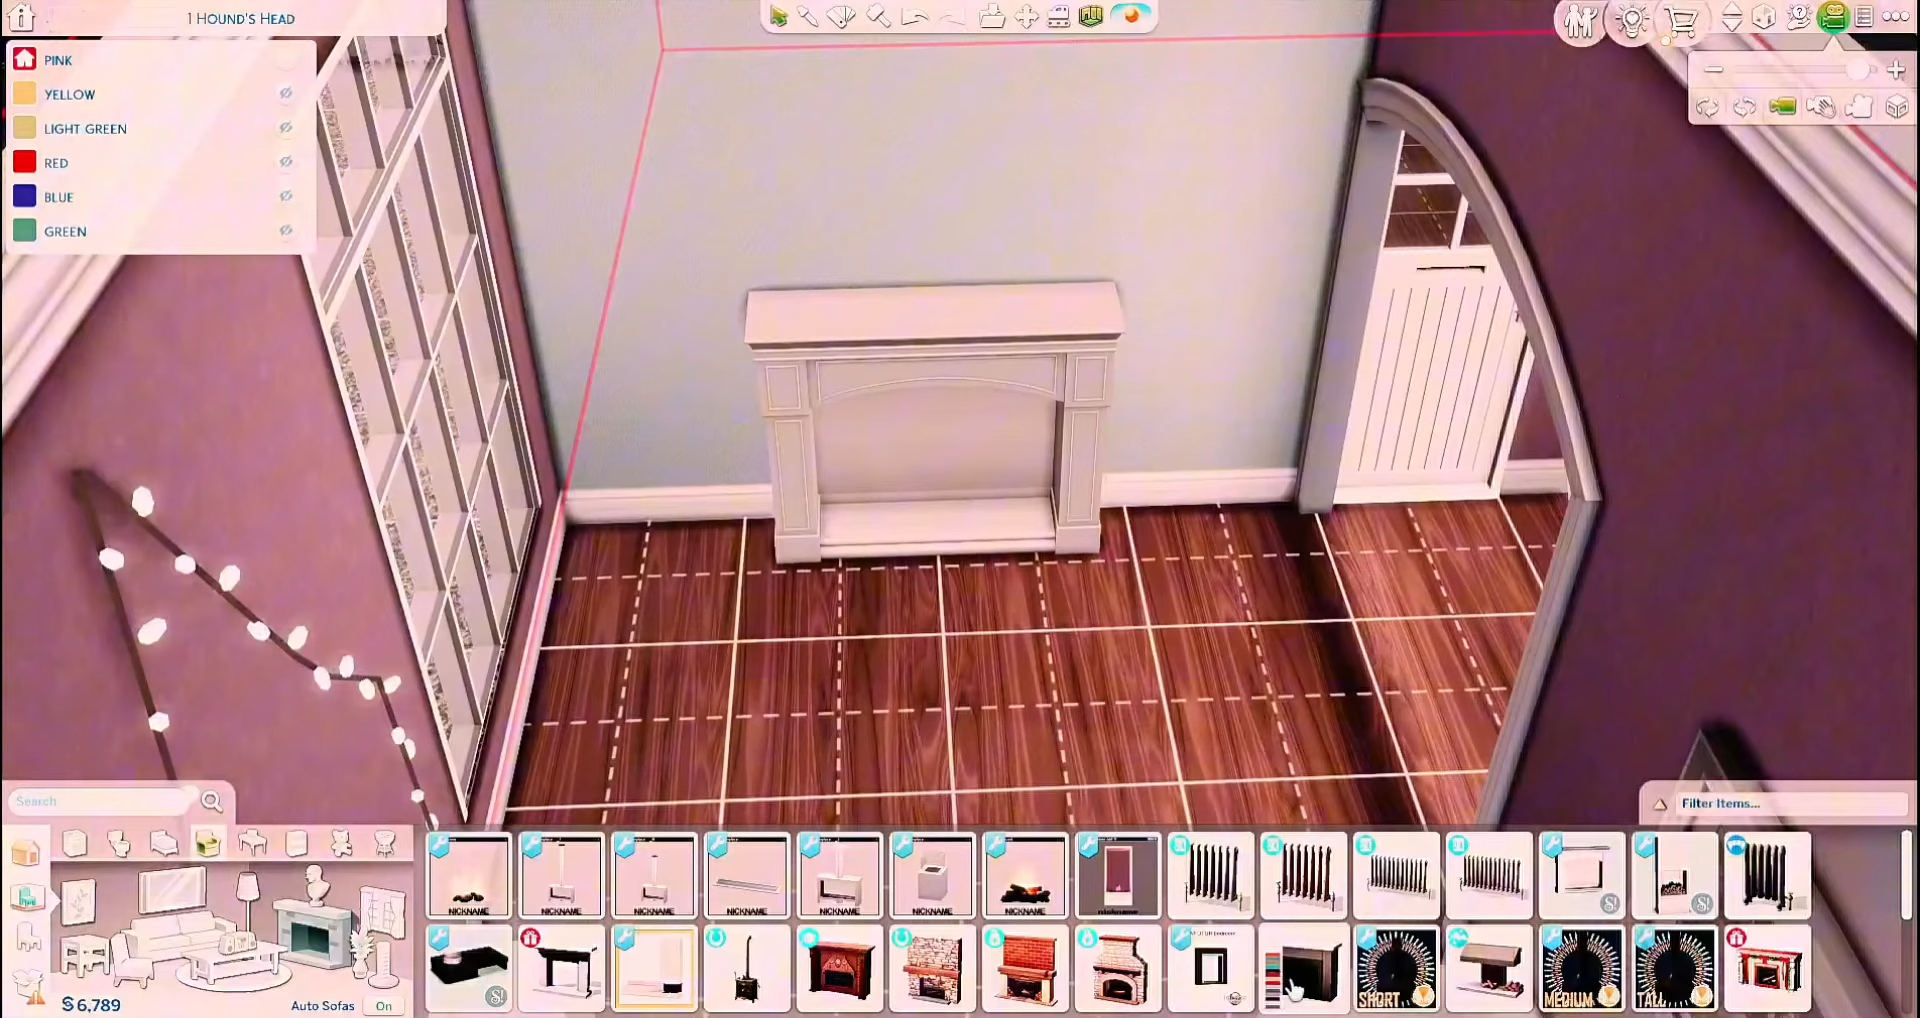 1 HOUND'S HEAD
PINK
YELLOW
LIGHT GREEN
RED
BLUE
GREEN
Search
Filter Items...
NICKNAME
NICKNAME
NICKNAME
NICKNAME
NICKNAME
NICKNAME
NICKNAME
SHORT
MEDIUM
TALL
§6,789
Auto Sofas
On